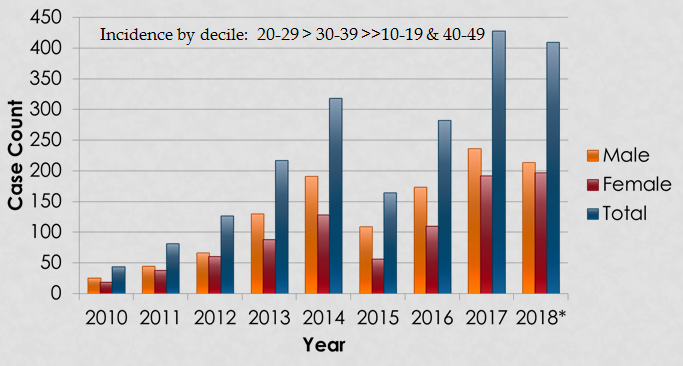 450
Incidence by decile:  20-29 > 30-39 >>10-19 & 40-49
400
350
300
250
200
150
100
50
0
Case Count
Male
Female
Total
2010 2011 2012 2013 2014 2015 2016 2017 2018*
Year